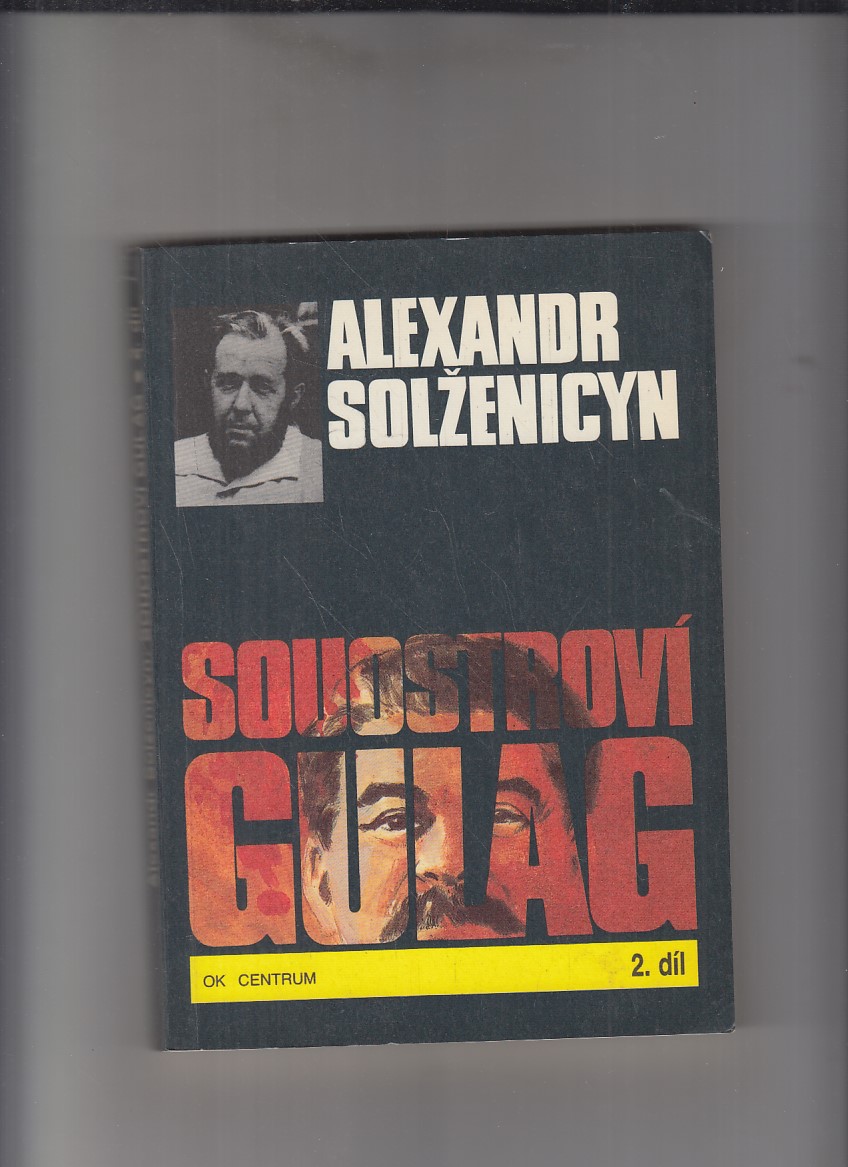 ALEXANDR
SOLŽENICYN
SOUOSTROVÍ
GULAG
OK CENTRUM
2. díl